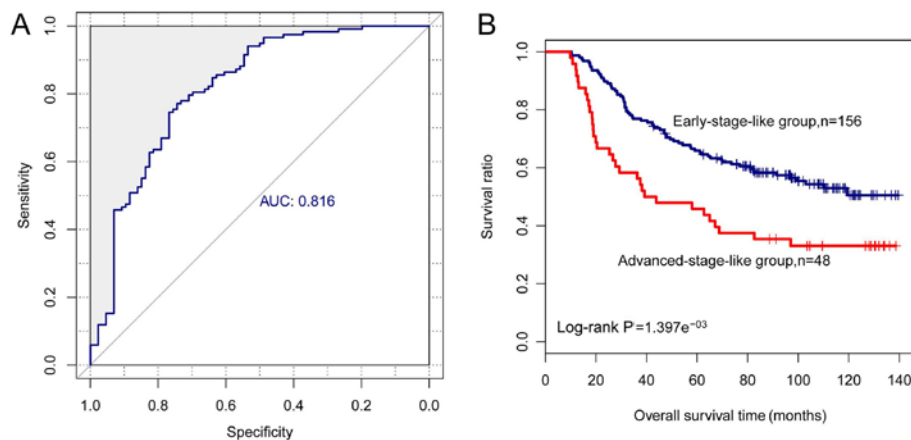 A
1.0
0.8
0.6
0.4
0.2
0.0
Sensitivity
AUC: 0.816
1.0 0.8 0.6 0.4 0.2 0.0
Specificity
B
1.0
0.8
0.6
0.4
0.2
0.0
Survival ratio
Early-stage-like group,n=156
Advanced-stage-like group,n=48
Log-rank P=1.397e⁻⁰³
0 20 40 60 80 100 120 140
Overall survival time (months)